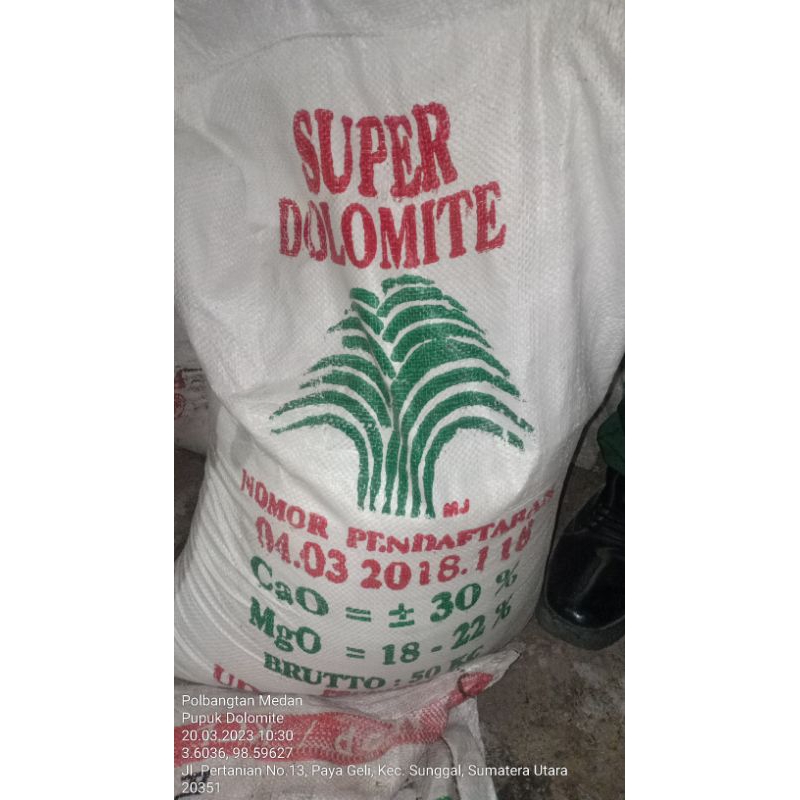 SUPER
DOLOMITE
MJ
NOMOR PENDAFTARAN
04.03 2018.1 18
CaO = ± 30 %
MgO = 18 - 22 %
BRUTTO : 50 KG
Polbangtan Medan
Pupuk Dolomite
20.03.2023 10:30
3.6036, 98.59627
Jl. Pertanian No.13, Paya Geli, Kec. Sunggal, Sumatera Utara
20351